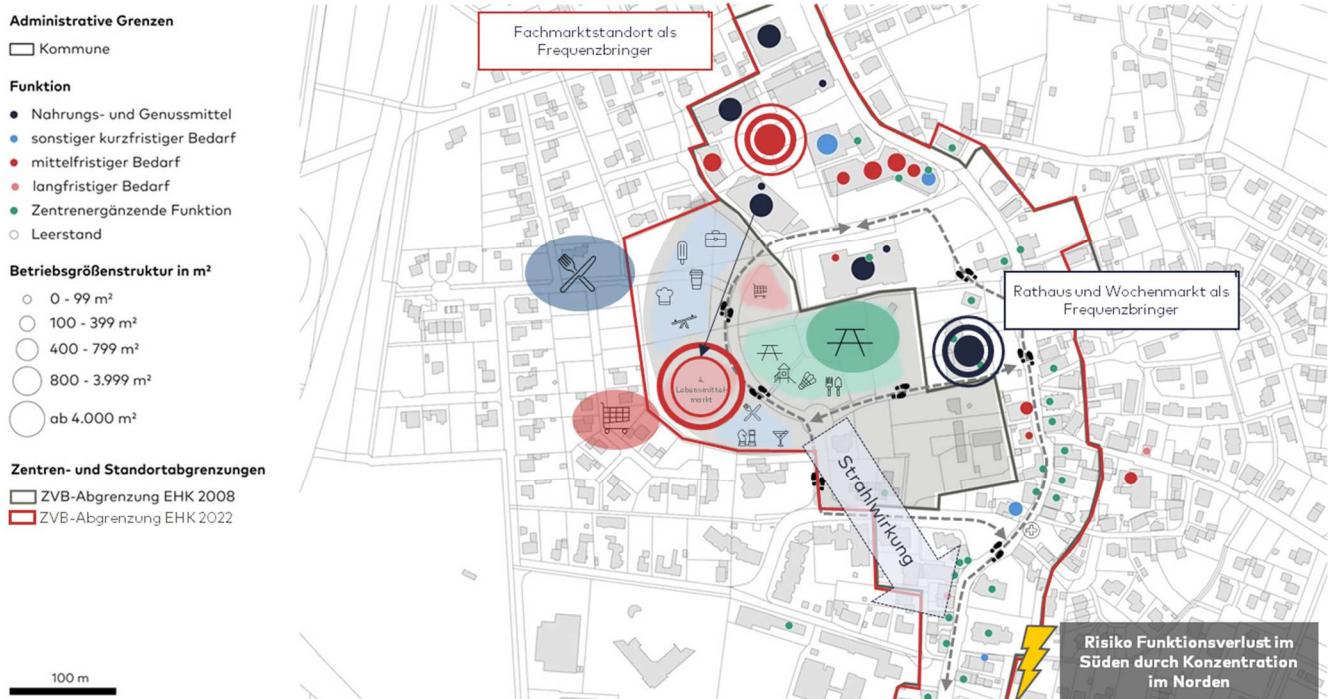 Administrative Grenzen
Kommune
Funktion
Nahrungs- und Genussmittel
sonstiger kurzfristiger Bedarf
mittelfristiger Bedarf
langfristiger Bedarf
Zentrenergänzende Funktion
Leerstand
Betriebsgrößenstruktur in m²
0 - 99 m²
100 - 399 m²
400 - 799 m²
800 - 3.999 m²
ab 4.000 m²
Zentren- und Standortabgrenzungen
ZVB-Abgrenzung EHK 2008
ZVB-Abgrenzung EHK 2022
100 m
Fachmarktstandort als
Frequenzbringer
Rathaus und Wochenmarkt als
Frequenzbringer
4.
Lebensmittel-
markt
Strahlwirkung
Risiko Funktionsverlust im
Süden durch Konzentration
im Norden